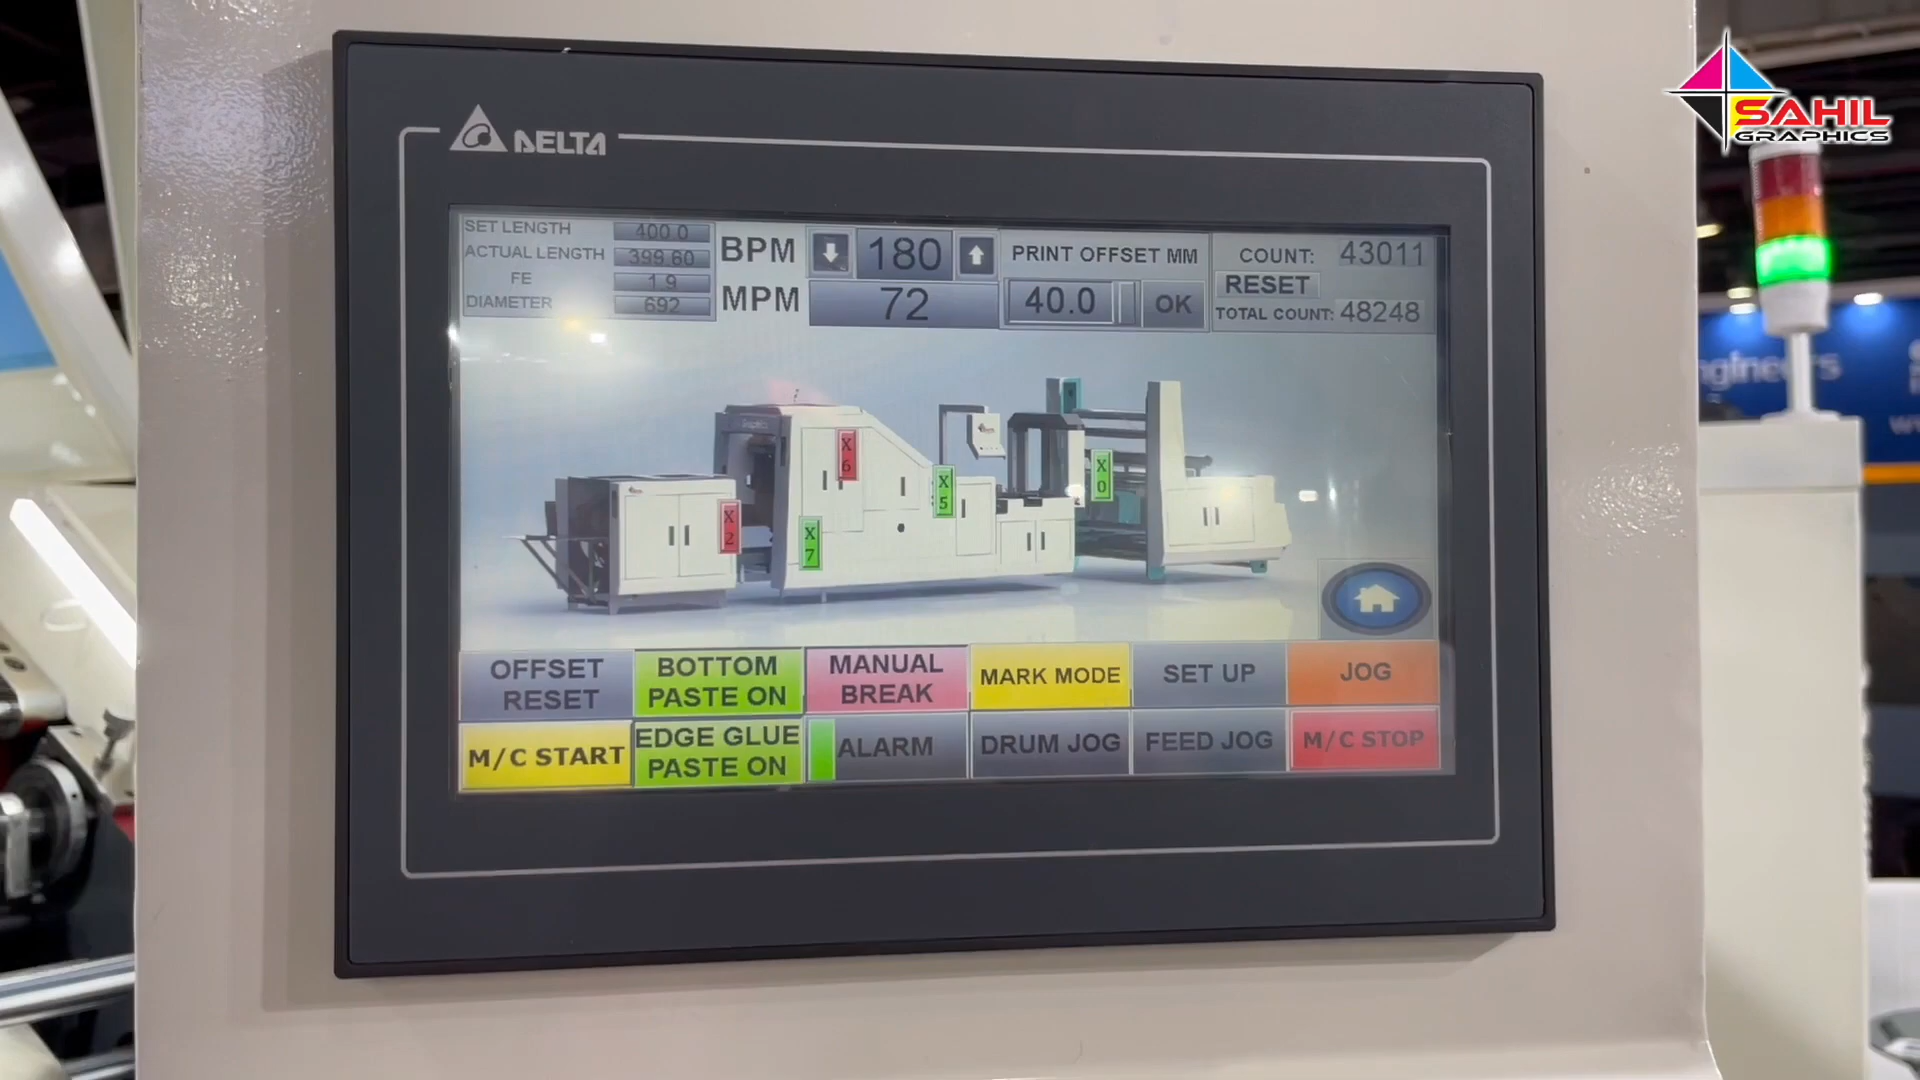 SAHIL
GRAPHICS
DELTA
SET LENGTH 400.0
ACTUAL LENGTH 399.60
FE 1.9
DIAMETER 692
BPM 180
MPM 72
PRINT OFFSET MM
40.0 OK
COUNT: 43011
RESET
TOTAL COUNT: 48248
X6
X5
X0
X2
X7
OFFSET RESET
BOTTOM PASTE ON
MANUAL BREAK
MARK MODE
SET UP
JOG
M/C START
EDGE GLUE PASTE ON
ALARM
DRUM JOG
FEED JOG
M/C STOP